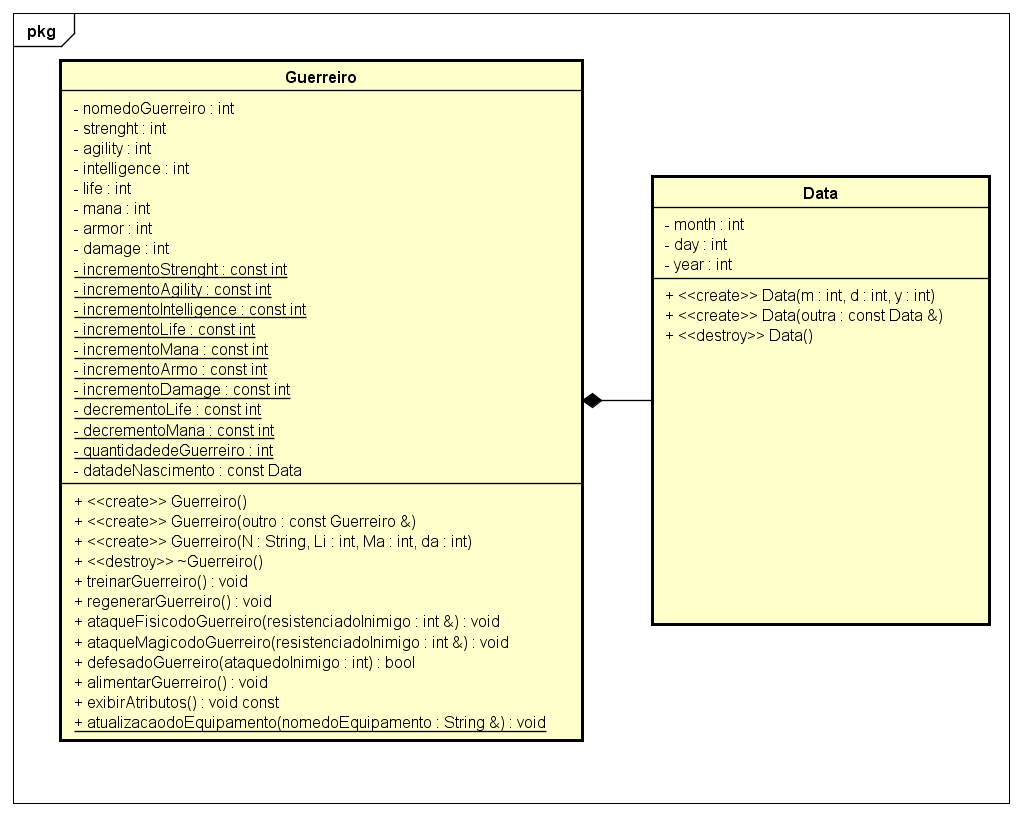 pkg
Guerreiro
- nomedoGuerreiro : int
- strenght : int
- agility : int
- intelligence : int
- life : int
- mana : int
- armor : int
- damage : int
- incrementoStrenght : const int
- incrementoAgility : const int
- incrementoIntelligence : const int
- incrementoLife : const int
- incrementoMana : const int
- incrementoArmo : const int
- incrementoDamage : const int
- decrementoLife : const int
- decrementoMana : const int
- quantidadedeGuerreiro : int
- datadeNascimento : const Data
+ <<create>> Guerreiro()
+ <<create>> Guerreiro(outro : const Guerreiro &)
+ <<create>> Guerreiro(N : String, Li : int, Ma : int, da : int)
+ <<destroy>> ~Guerreiro()
+ treinarGuerreiro() : void
+ regenerarGuerreiro() : void
+ ataqueFisicodoGuerreiro(resistenciadoInimigo : int &) : void
+ ataqueMagicodoGuerreiro(resistenciadoInimigo : int &) : void
+ defesadoGuerreiro(ataquedoInimigo : int) : bool
+ alimentarGuerreiro() : void
+ exibirAtributos() : void const
+ atualizacaodoEquipamento(nomedoEquipamento : String &) : void
Data
- month : int
- day : int
- year : int
+ <<create>> Data(m : int, d : int, y : int)
+ <<create>> Data(outra : const Data &)
+ <<destroy>> Data()